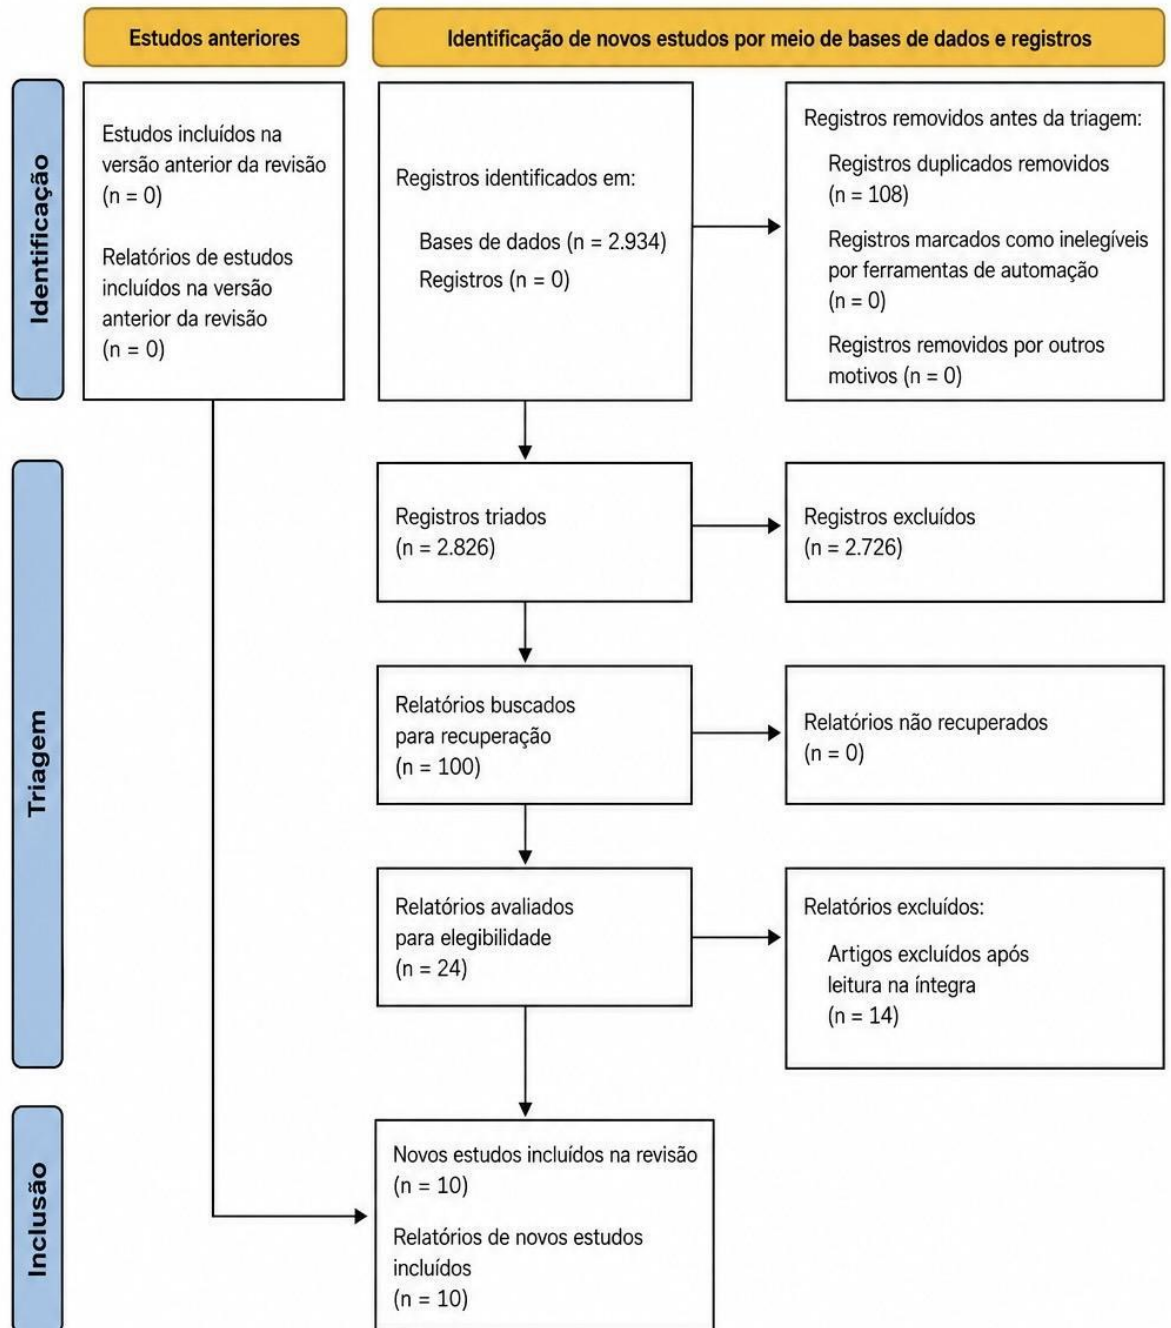 Estudos anteriores
Identificação de novos estudos por meio de bases de dados e registros
Identificação
Estudos incluídos na
versão anterior da revisão
(n = 0)
Relatórios de estudos
incluídos na versão
anterior da revisão
(n = 0)
Registros identificados em:
Bases de dados (n = 2.934)
Registros (n = 0)
Registros removidos antes da triagem:
Registros duplicados removidos
(n = 108)
Registros marcados como inelegíveis
por ferramentas de automação
(n = 0)
Registros removidos por outros
motivos (n = 0)
Triagem
Registros triados
(n = 2.826)
Registros excluídos
(n = 2.726)
Relatórios buscados
para recuperação
(n = 100)
Relatórios não recuperados
(n = 0)
Relatórios avaliados
para elegibilidade
(n = 24)
Relatórios excluídos:
Artigos excluídos após
leitura na íntegra
(n = 14)
Inclusão
Novos estudos incluídos na revisão
(n = 10)
Relatórios de novos estudos
incluídos
(n = 10)